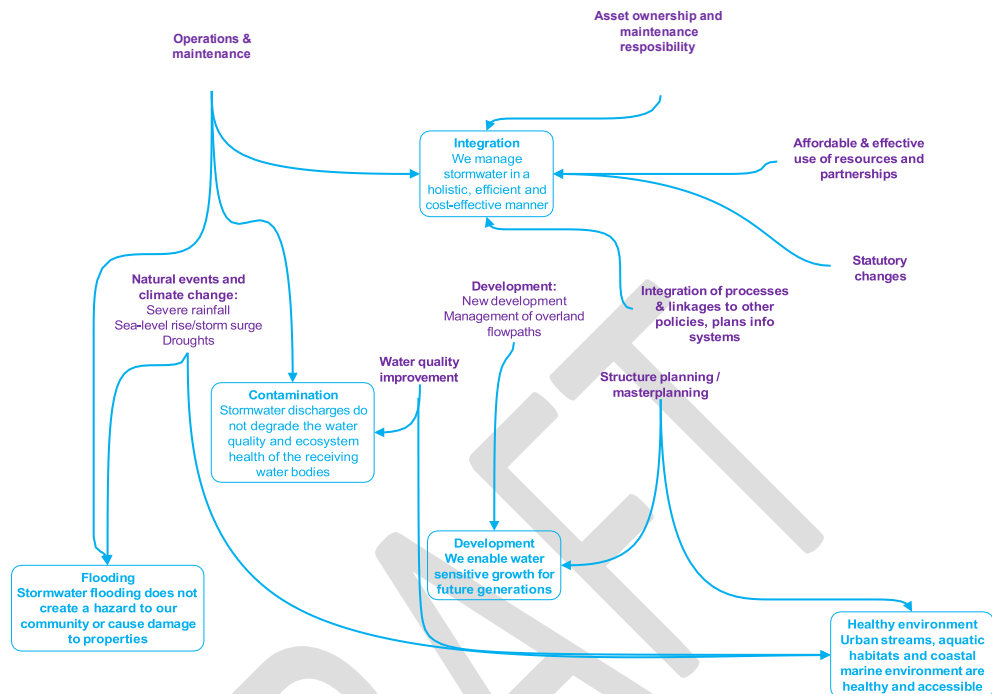 Operations &
maintenance
Asset ownership and
maintenance
resposibility
Integration
We manage
stormwater in a
holistic, efficient and
cost-effective manner
Affordable & effective
use of resources and
partnerships
Statutory
changes
Natural events and
climate change:
Severe rainfall
Sea-level rise/storm surge
Droughts
Development:
New development
Management of overland
flowpaths
Integration of processes
& linkages to other
policies, plans info
systems
Water quality
improvement
Structure planning /
masterplanning
Contamination
Stormwater discharges do
not degrade the water
quality and ecosystem
health of the receiving
water bodies
Development
We enable water
sensitive growth for
future generations
Flooding
Stormwater flooding does not
create a hazard to our
community or cause damage
to properties
Healthy environment
Urban streams, aquatic
habitats and coastal
marine environment are
healthy and accessible
DRAFT